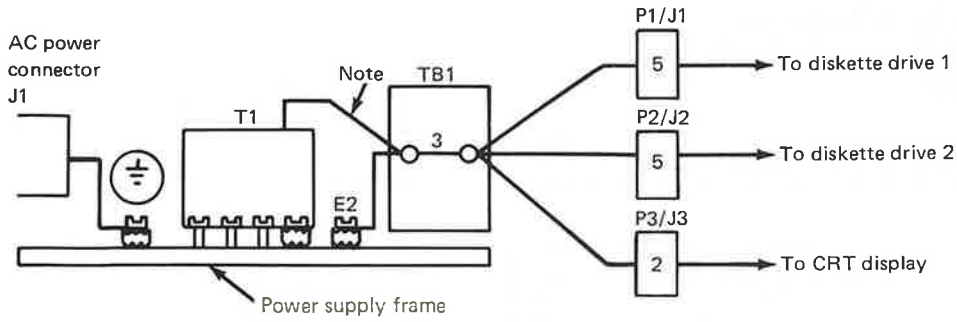 AC power
connector
J1
T1
Note
TB1
3
E2
P1/J1
5
To diskette drive 1
P2/J2
5
To diskette drive 2
P3/J3
2
To CRT display
Power supply frame